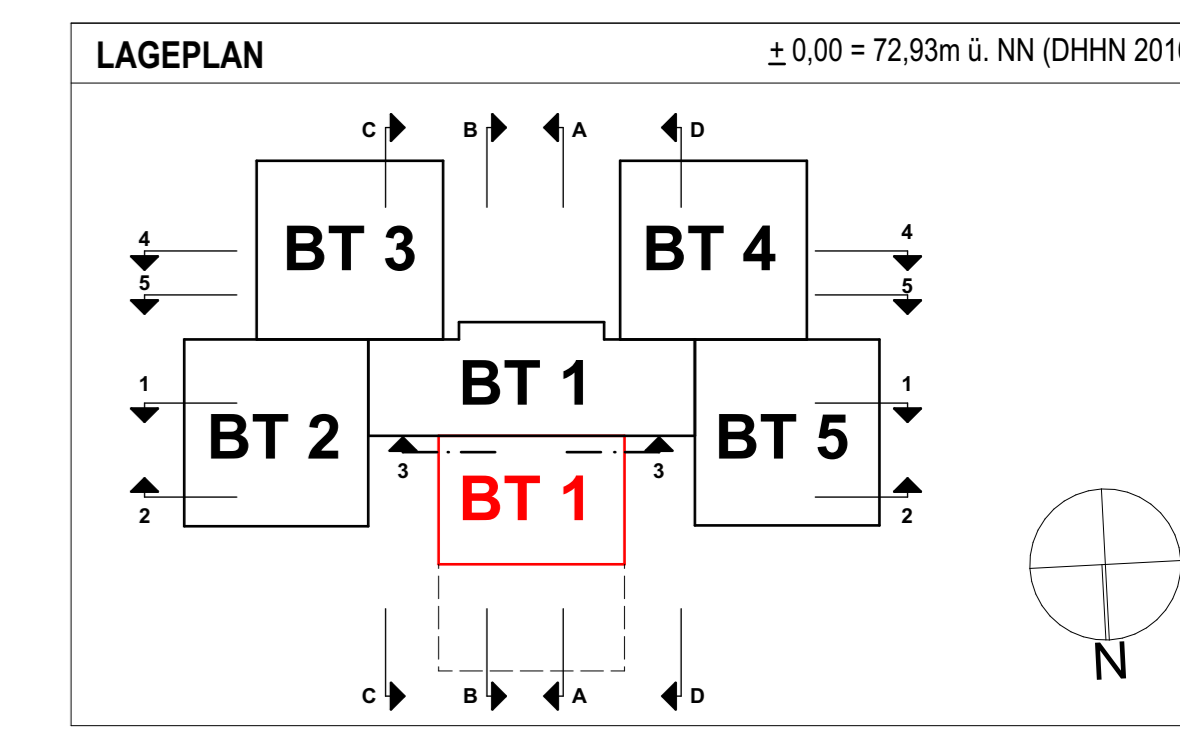 LAGEPLAN ± 0,00 = 72,93m ü. NN (DHHN 2016
C B A D
BT 3 BT 4
4 4
5 5
BT 1
1 1
BT 2 BT 5
3 3
BT 1
2 2
N
C B A D